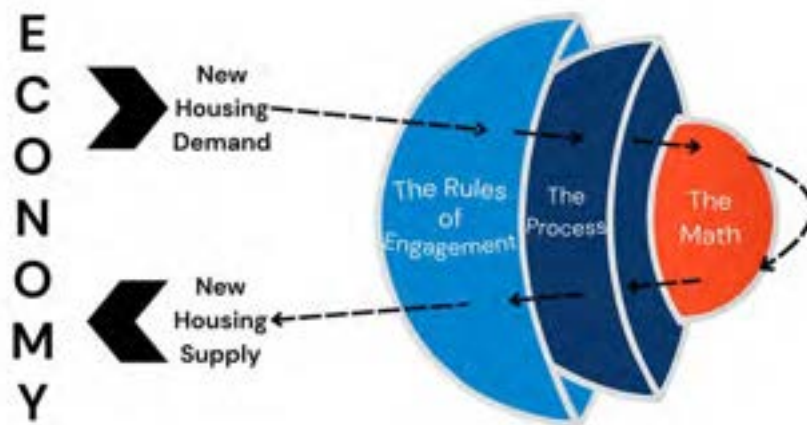 E
C
O
N
O
M
Y
New
Housing
Demand
New
Housing
Supply
The Rules
of
Engagement
The
Process
The
Math